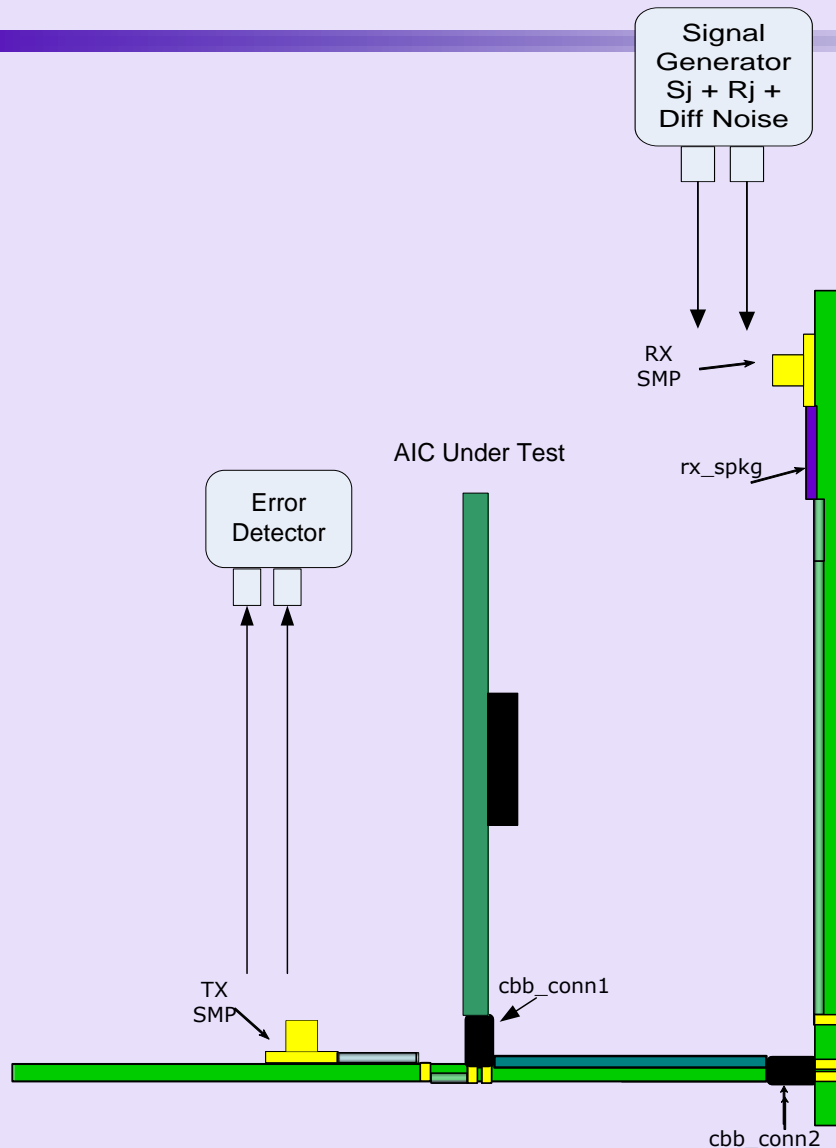 Signal
Generator
Sj + Rj +
Diff Noise
RX
SMP
AIC Under Test
rx_spkg
Error
Detector
TX
SMP
cbb_conn1
cbb_conn2